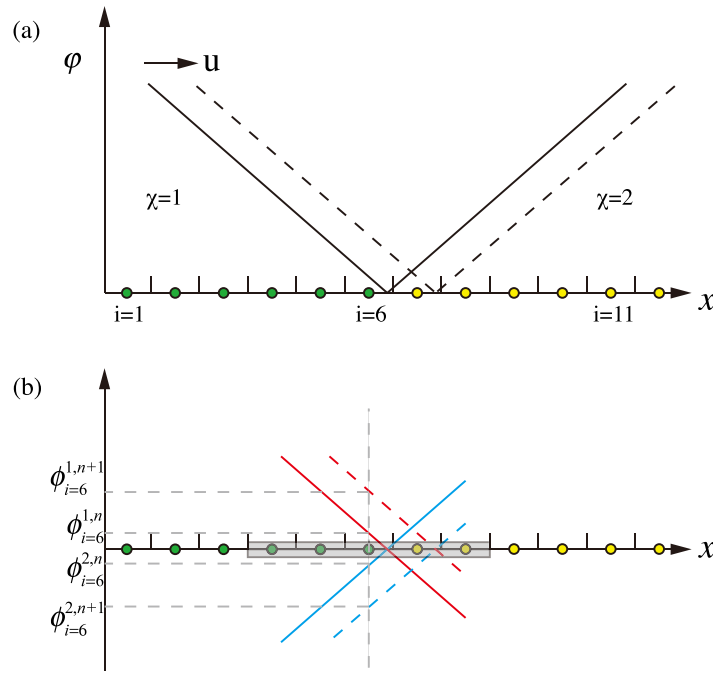 (a)
φ
u
χ=1
χ=2
i=1
i=6
i=11
x
(b)
ϕ^{1,n+1}_{i=6}
ϕ^{1,n}_{i=6}
ϕ^{2,n}_{i=6}
ϕ^{2,n+1}_{i=6}
x